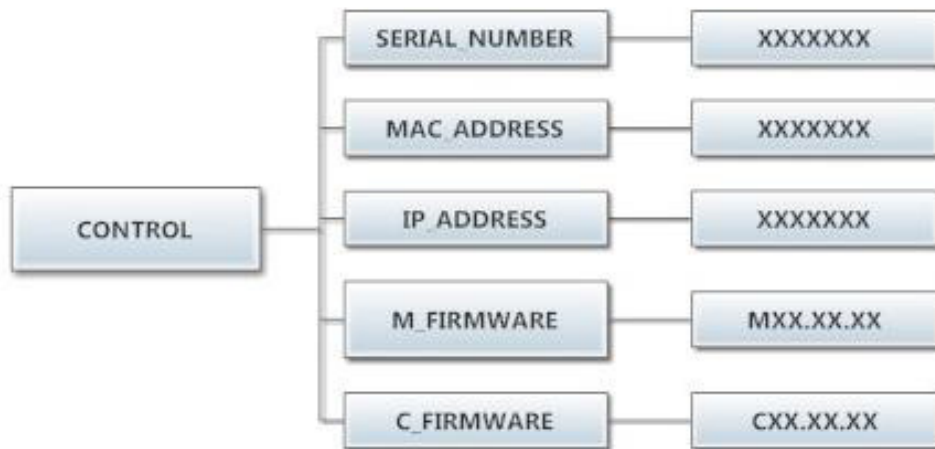 SERIAL_NUMBER XXXXXXX
MAC_ADDRESS XXXXXXX
CONTROL
IP_ADDRESS XXXXXXX
M_FIRMWARE MXX.XX.XX
C_FIRMWARE CXX.XX.XX